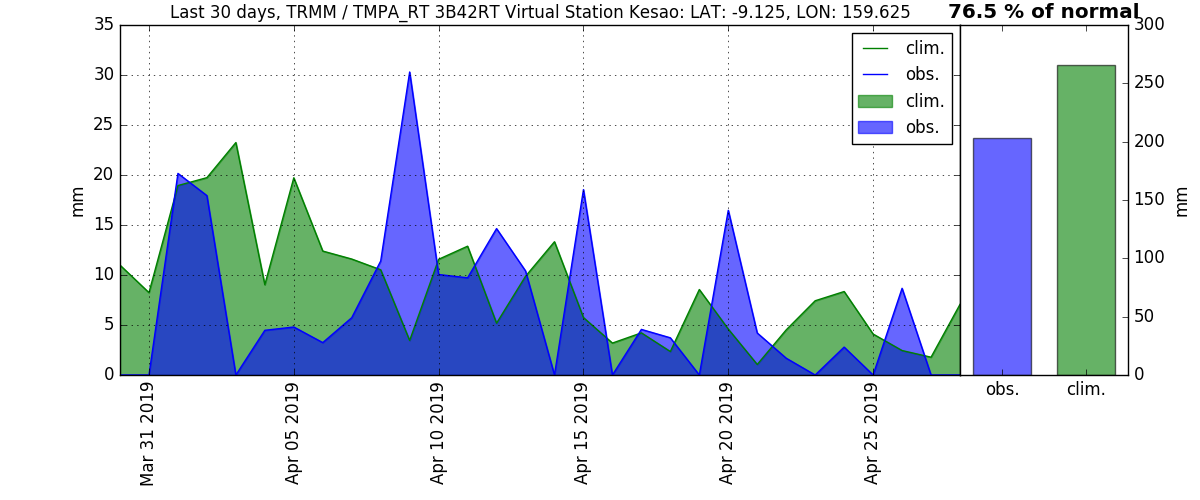 Last 30 days, TRMM / TMPA_RT 3B42RT Virtual Station Kesao: LAT: -9.125, LON: 159.625
76.5 % of normal
35
30
25
20
15
10
5
0
mm
clim.
obs.
clim.
obs.
Mar 31 2019
Apr 05 2019
Apr 10 2019
Apr 15 2019
Apr 20 2019
Apr 25 2019
300
250
200
150
100
50
0
mm
obs.
clim.